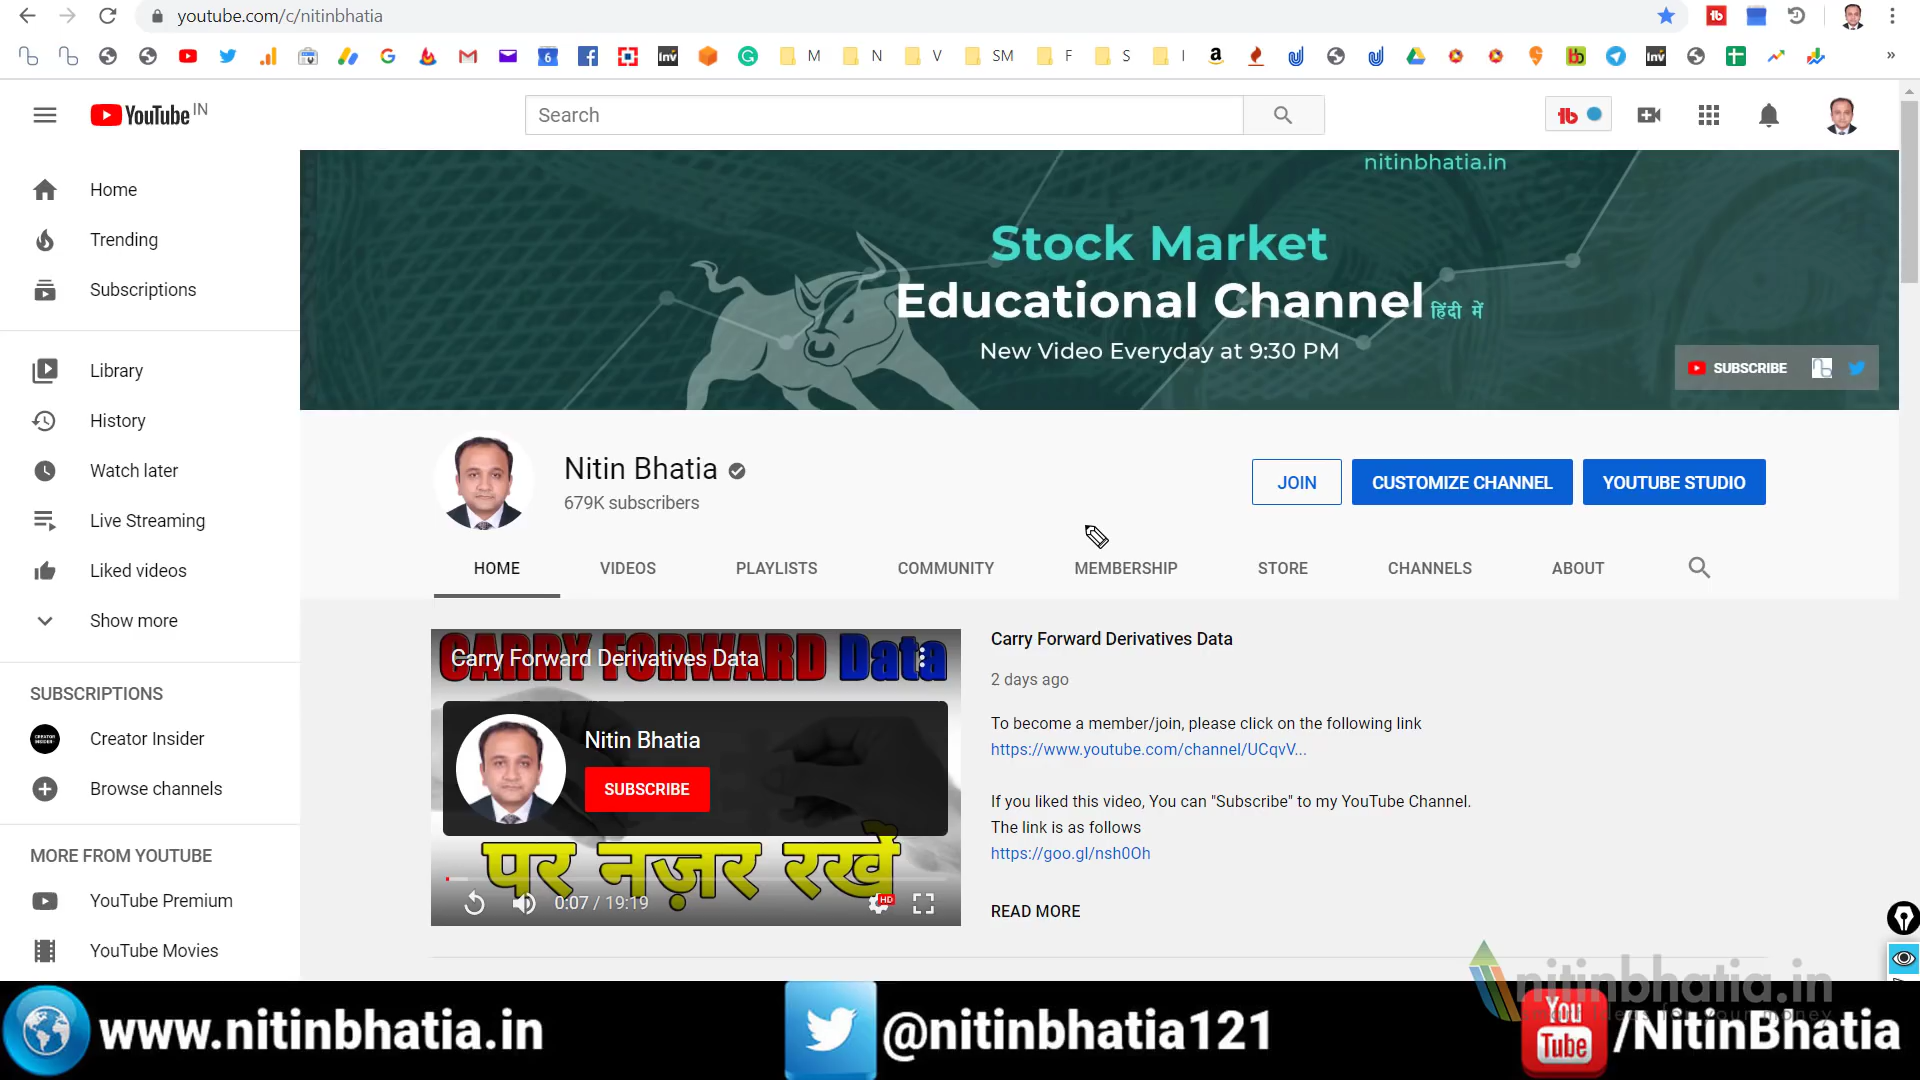 youtube.com/c/nitinbhatia
M
N
V
SM
F
S
I
»
YouTube IN
Search
nitinbhatia.in
Stock Market
Educational Channel हिंदी में
New Video Everyday at 9:30 PM
SUBSCRIBE
Home
Trending
Subscriptions
Library
History
Watch later
Live Streaming
Liked videos
Show more
SUBSCRIPTIONS
Creator Insider
Browse channels
MORE FROM YOUTUBE
YouTube Premium
YouTube Movies
Nitin Bhatia
679K subscribers
JOIN
CUSTOMIZE CHANNEL
YOUTUBE STUDIO
HOME
VIDEOS
PLAYLISTS
COMMUNITY
MEMBERSHIP
STORE
CHANNELS
ABOUT
CARRY FORWARD Data
Carry Forward Derivatives Data
Nitin Bhatia
SUBSCRIBE
पर नज़र रखें
0:07 / 19:19
HD
Carry Forward Derivatives Data
2 days ago
To become a member/join, please click on the following link
https://www.youtube.com/channel/UCqvV...
If you liked this video, You can "Subscribe" to my YouTube Channel.
The link is as follows
https://goo.gl/nsh0Oh
READ MORE
nitinbhatia.in
www.nitinbhatia.in
@nitinbhatia121
You Tube
/NitinBhatia